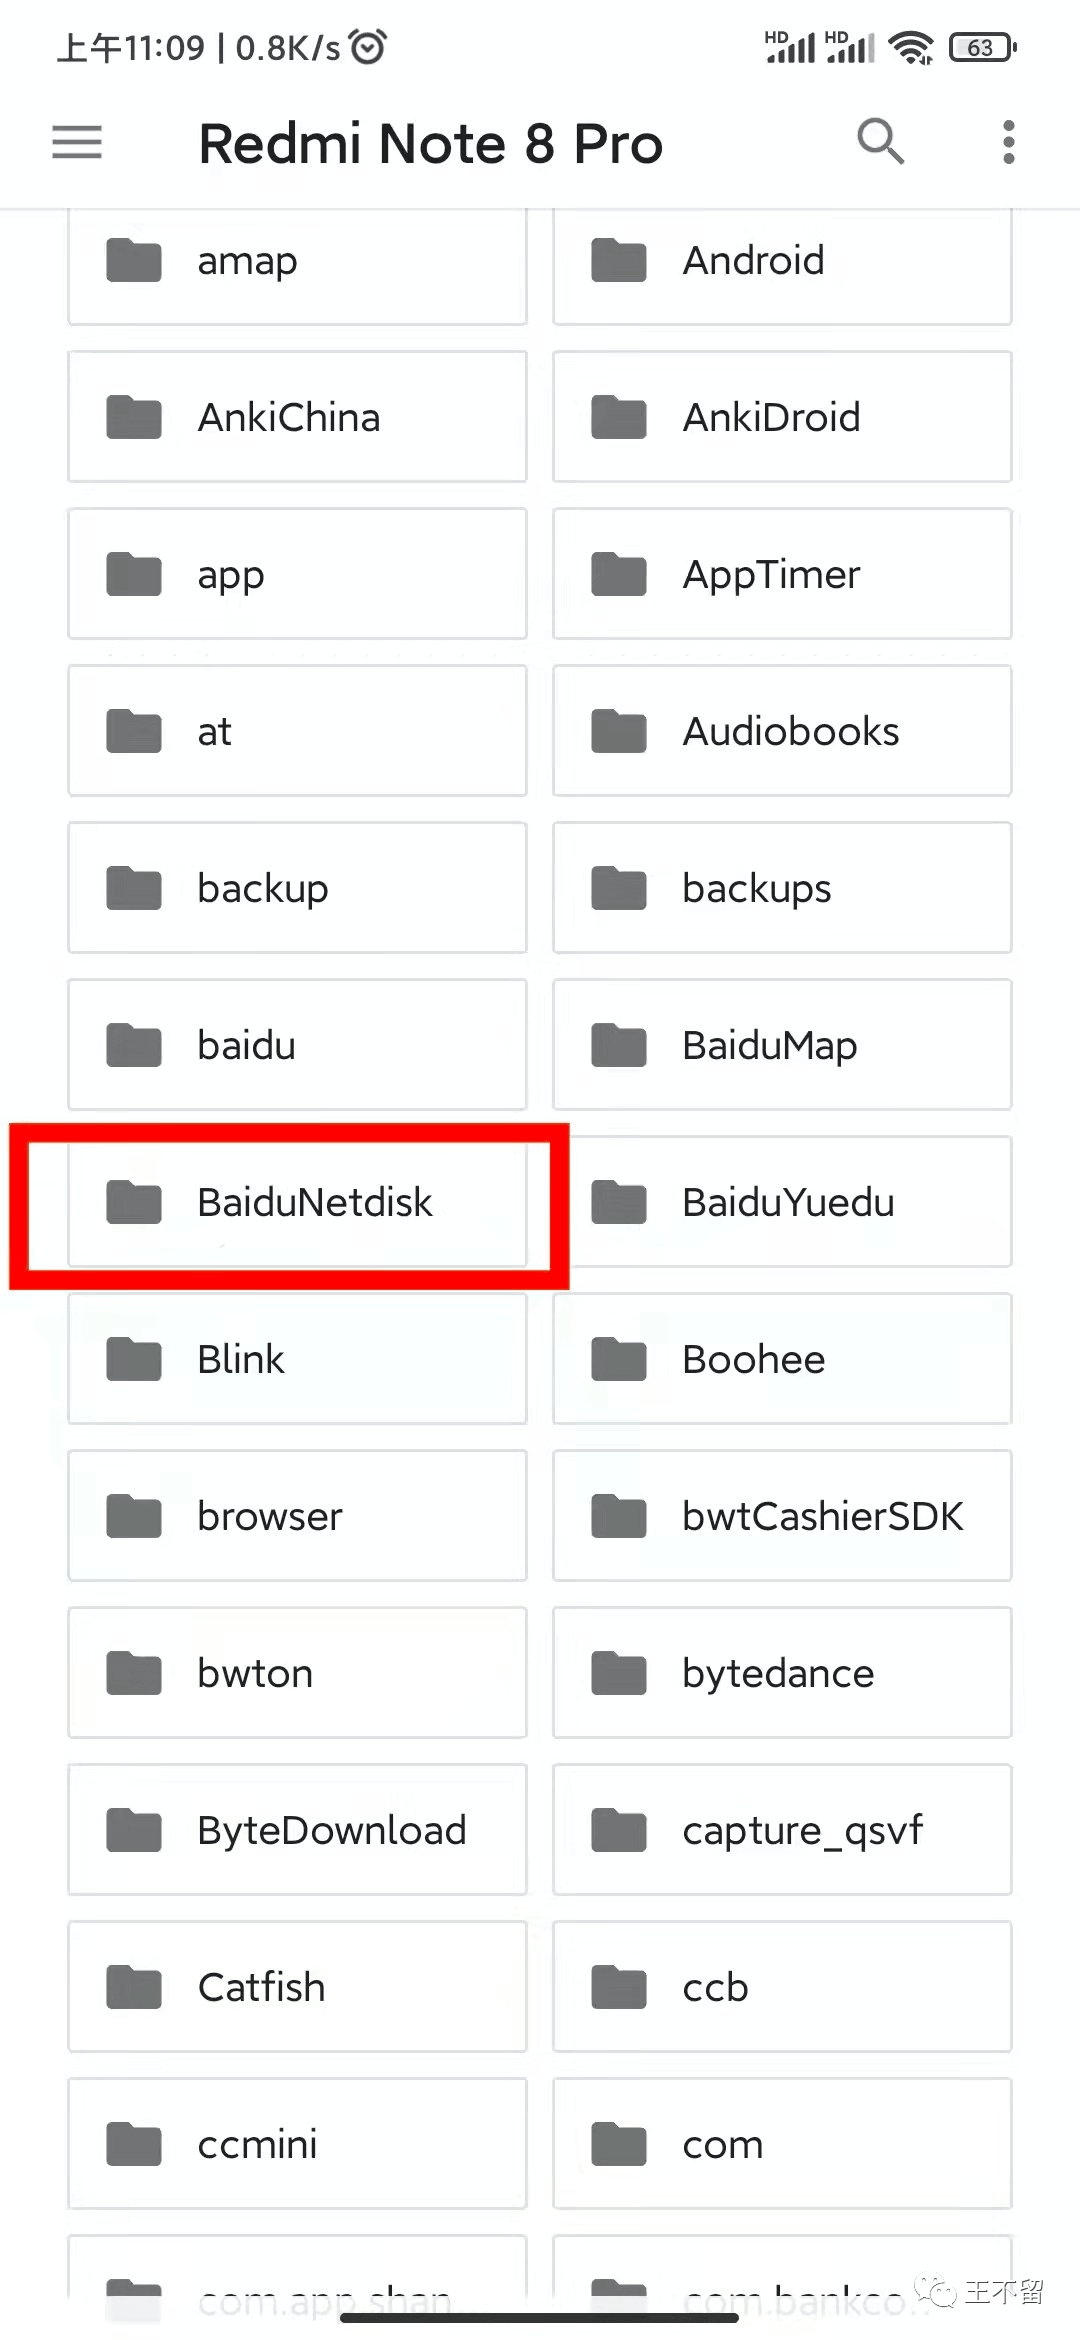 上午11:09 | 0.8K/s HD HD 63
Redmi Note 8 Pro
amap Android
AnkiChina AnkiDroid
app AppTimer
at Audiobooks
backup backups
baidu BaiduMap
BaiduNetdisk BaiduYuedu
Blink Boohee
browser bwtCashierSDK
bwton bytedance
ByteDownload capture_qsvf
Catfish ccb
ccmini com
com.app.shan com.bankco..
王不留